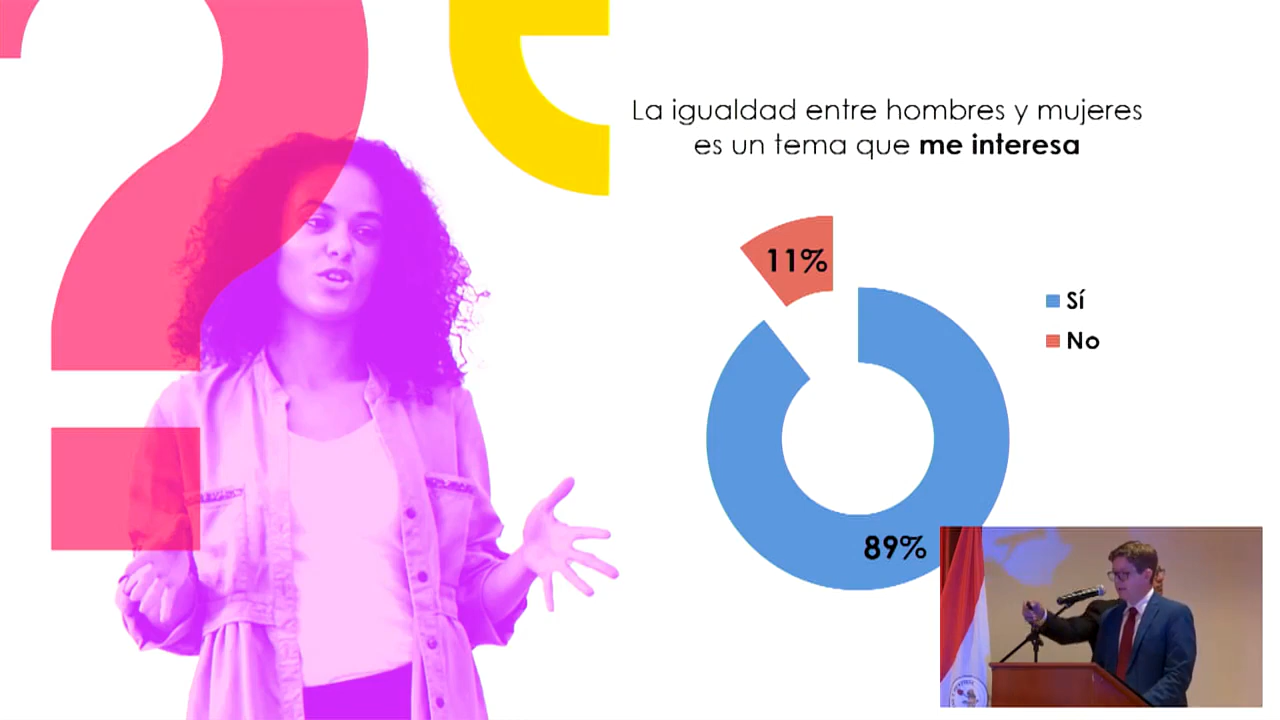 La igualdad entre hombres y mujeres
es un tema que me interesa
11%
Sí
No
89%